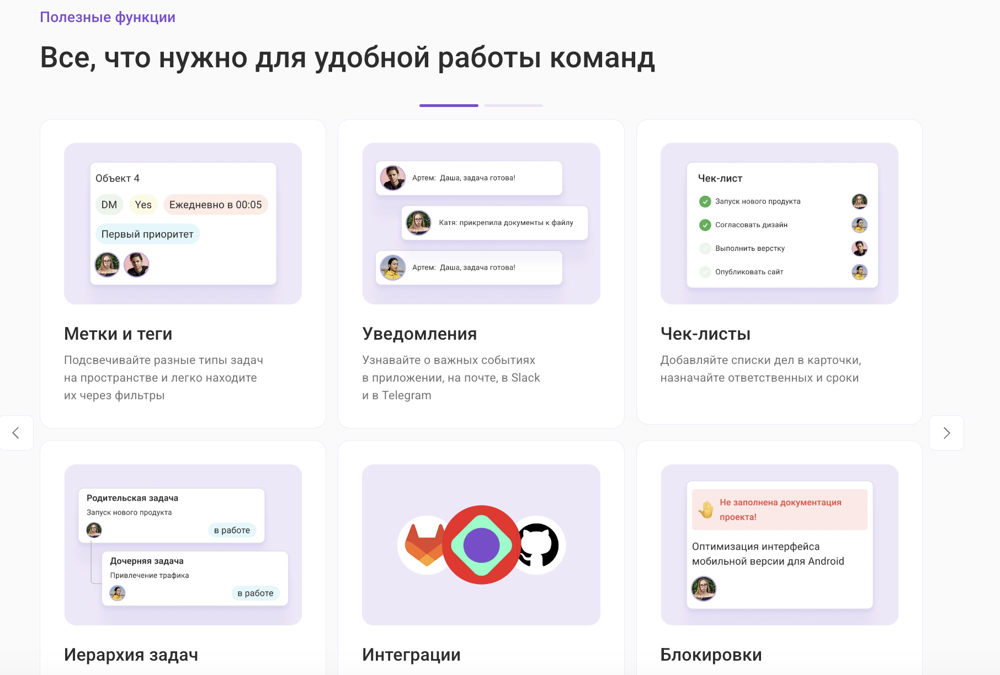 Полезные функции
Все, что нужно для удобной работы команд
Объект 4
DM Yes Ежедневно в 00:05
Первый приоритет
Метки и теги
Подсвечивайте разные типы задач
на пространстве и легко находите
их через фильтры
Артем: Даша, задача готова!
Катя: прикрепила документы к файлу
Артем: Даша, задача готова!
Уведомления
Узнавайте о важных событиях
в приложении, на почте, в Slack
и в Telegram
Чек-лист
Запуск нового продукта
Согласовать дизайн
Выполнить верстку
Опубликовать сайт
Чек-листы
Добавляйте списки дел в карточки,
назначайте ответственных и сроки
Родительская задача
Запуск нового продукта
в работе
Дочерняя задача
Привлечение трафика
в работе
Иерархия задач
Интеграции
Не заполнена документация
проекта!
Оптимизация интерфейса
мобильной версии для Android
Блокировки